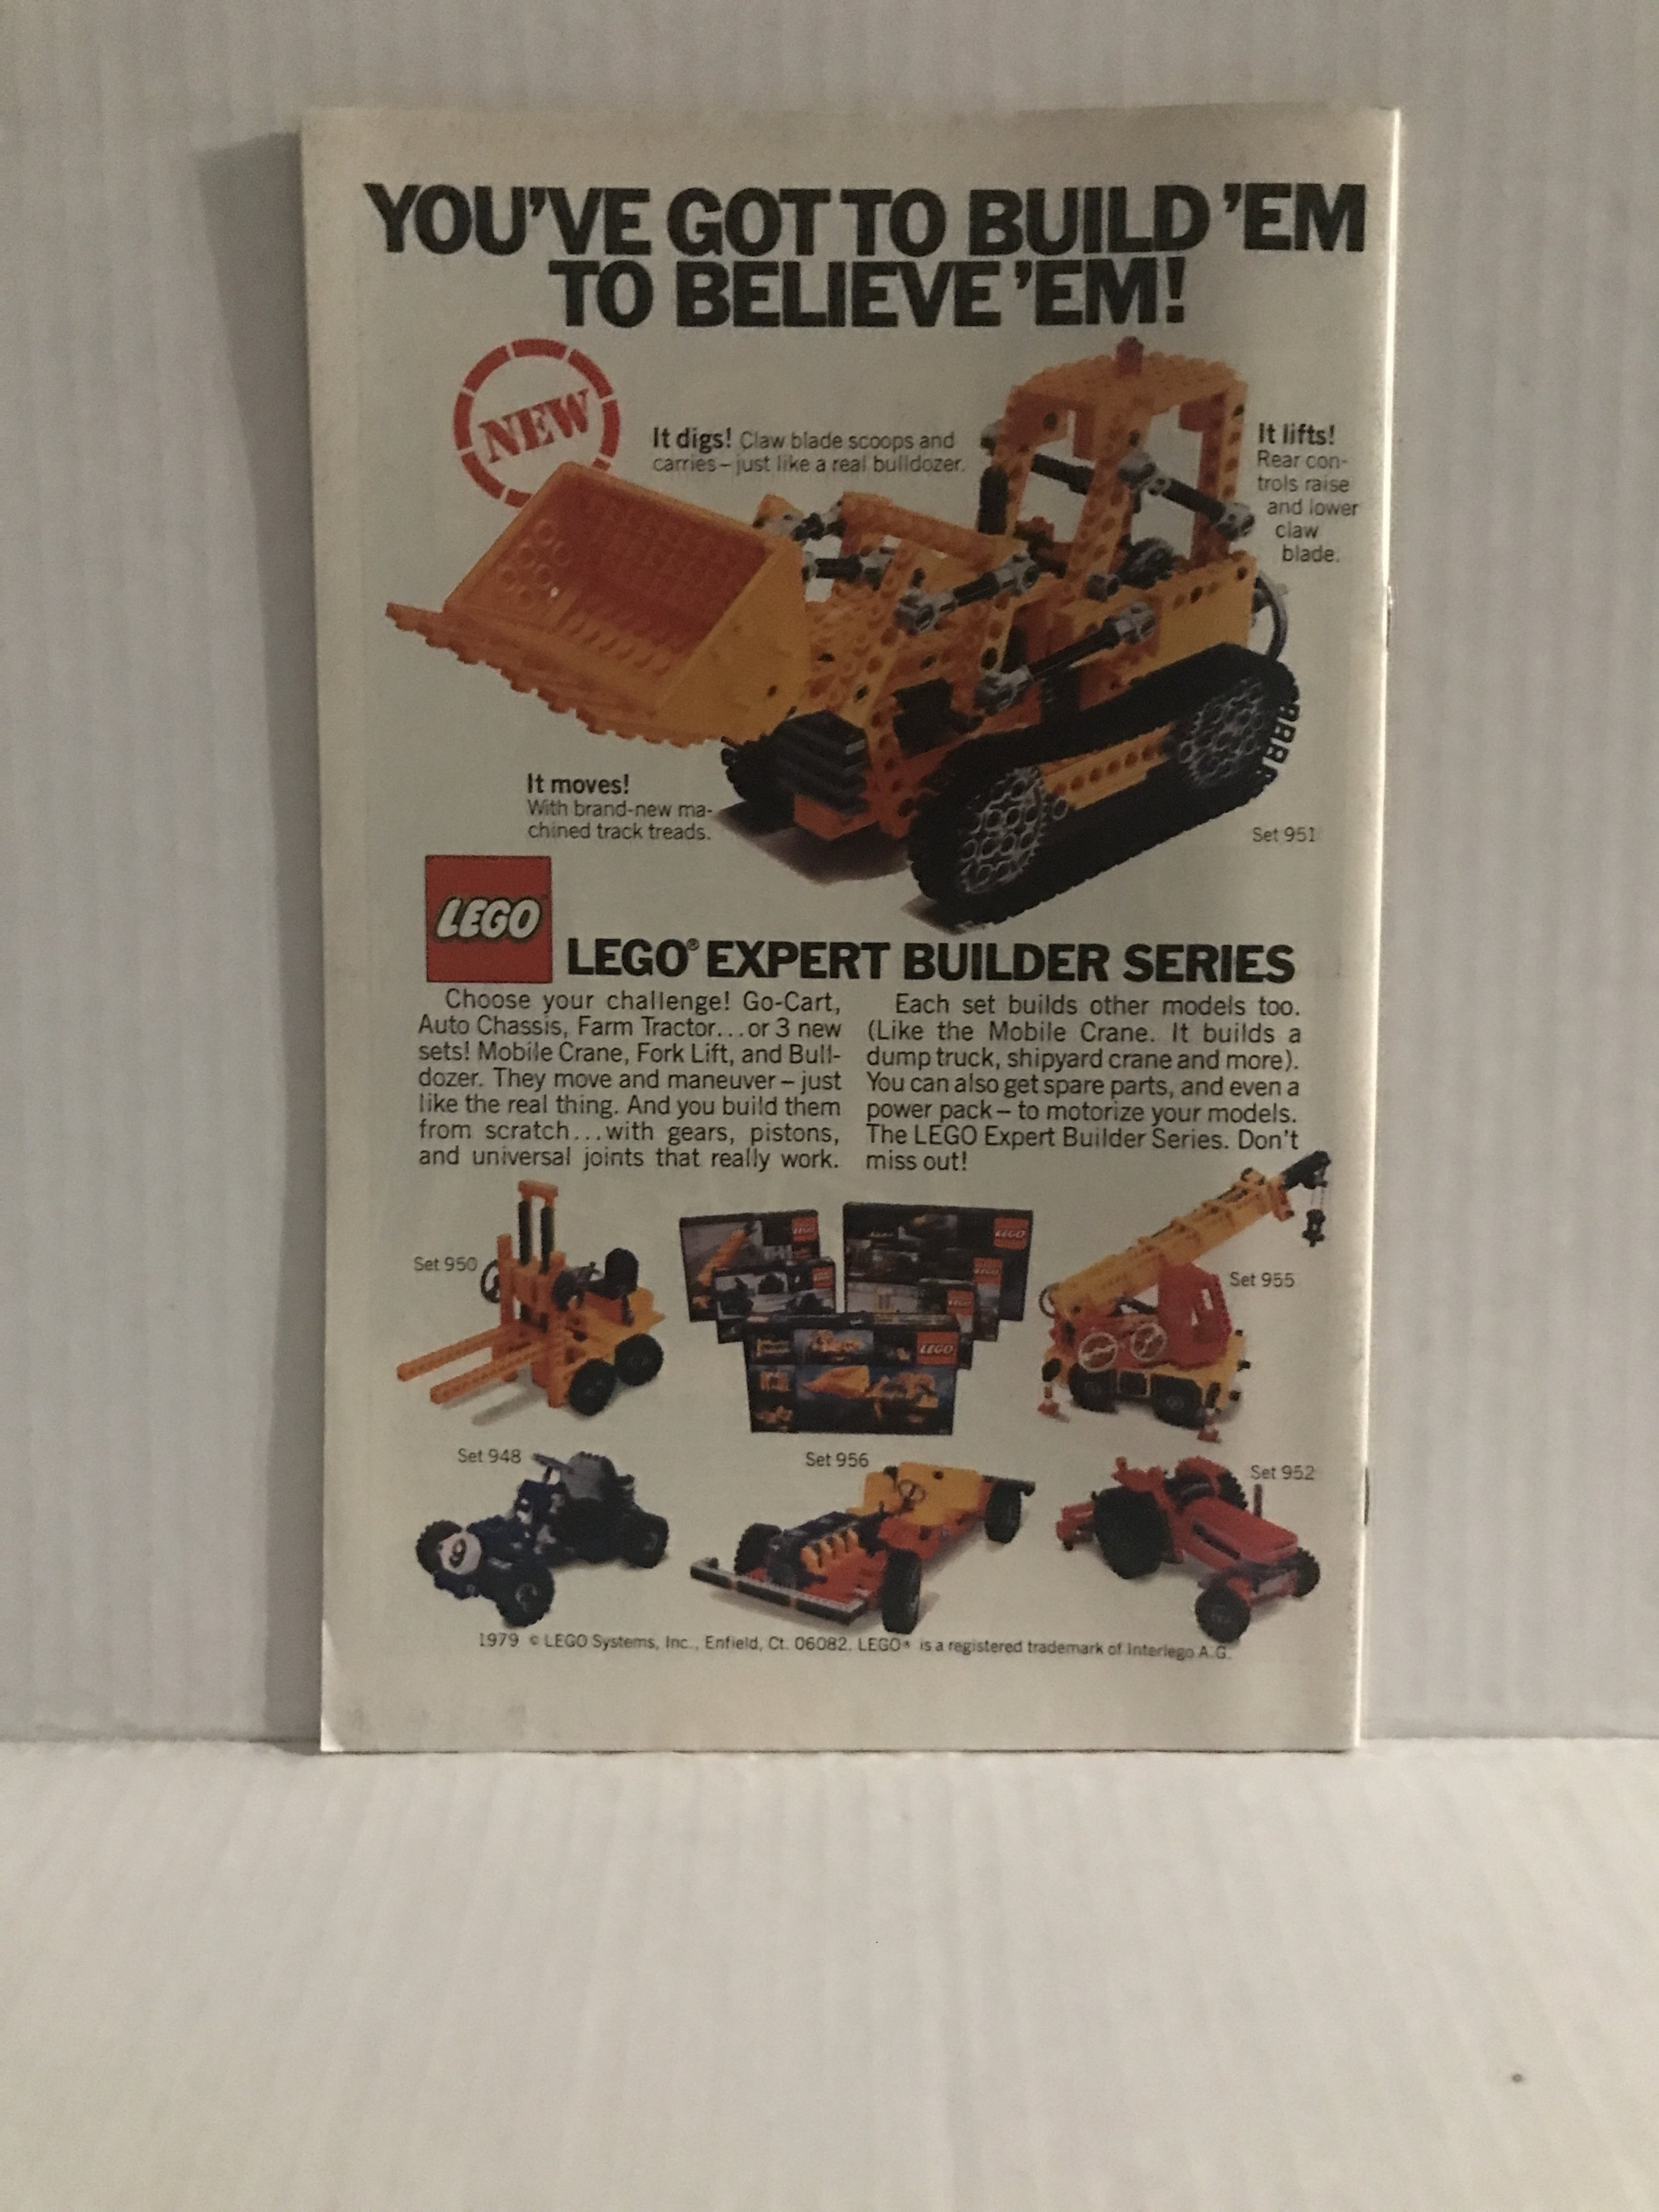 YOU'VE GOT TO BUILD 'EM
TO BELIEVE 'EM!
NEW
It digs! Claw blade scoops and
carries – just like a real bulldozer.
It lifts!
Rear con-
trols raise
and lower
claw
blade.
It moves!
With brand-new ma-
chined track treads.
Set 951
LEGO
LEGO® EXPERT BUILDER SERIES
Choose your challenge! Go-Cart,
Auto Chassis, Farm Tractor...or 3 new
sets! Mobile Crane, Fork Lift, and Bull-
dozer. They move and maneuver – just
like the real thing. And you build them
from scratch...with gears, pistons,
and universal joints that really work.
Each set builds other models too.
(Like the Mobile Crane. It builds a
dump truck, shipyard crane and more).
You can also get spare parts, and even a
power pack – to motorize your models.
The LEGO Expert Builder Series. Don't
miss out!
Set 950
LEGO
LEGO
LEGO
LEGO
LEGO
LEGO
Set 955
Set 948
9
Set 956
Set 952
1979 © LEGO Systems, Inc., Enfield, Ct. 06082. LEGO® is a registered trademark of Interlego A.G.